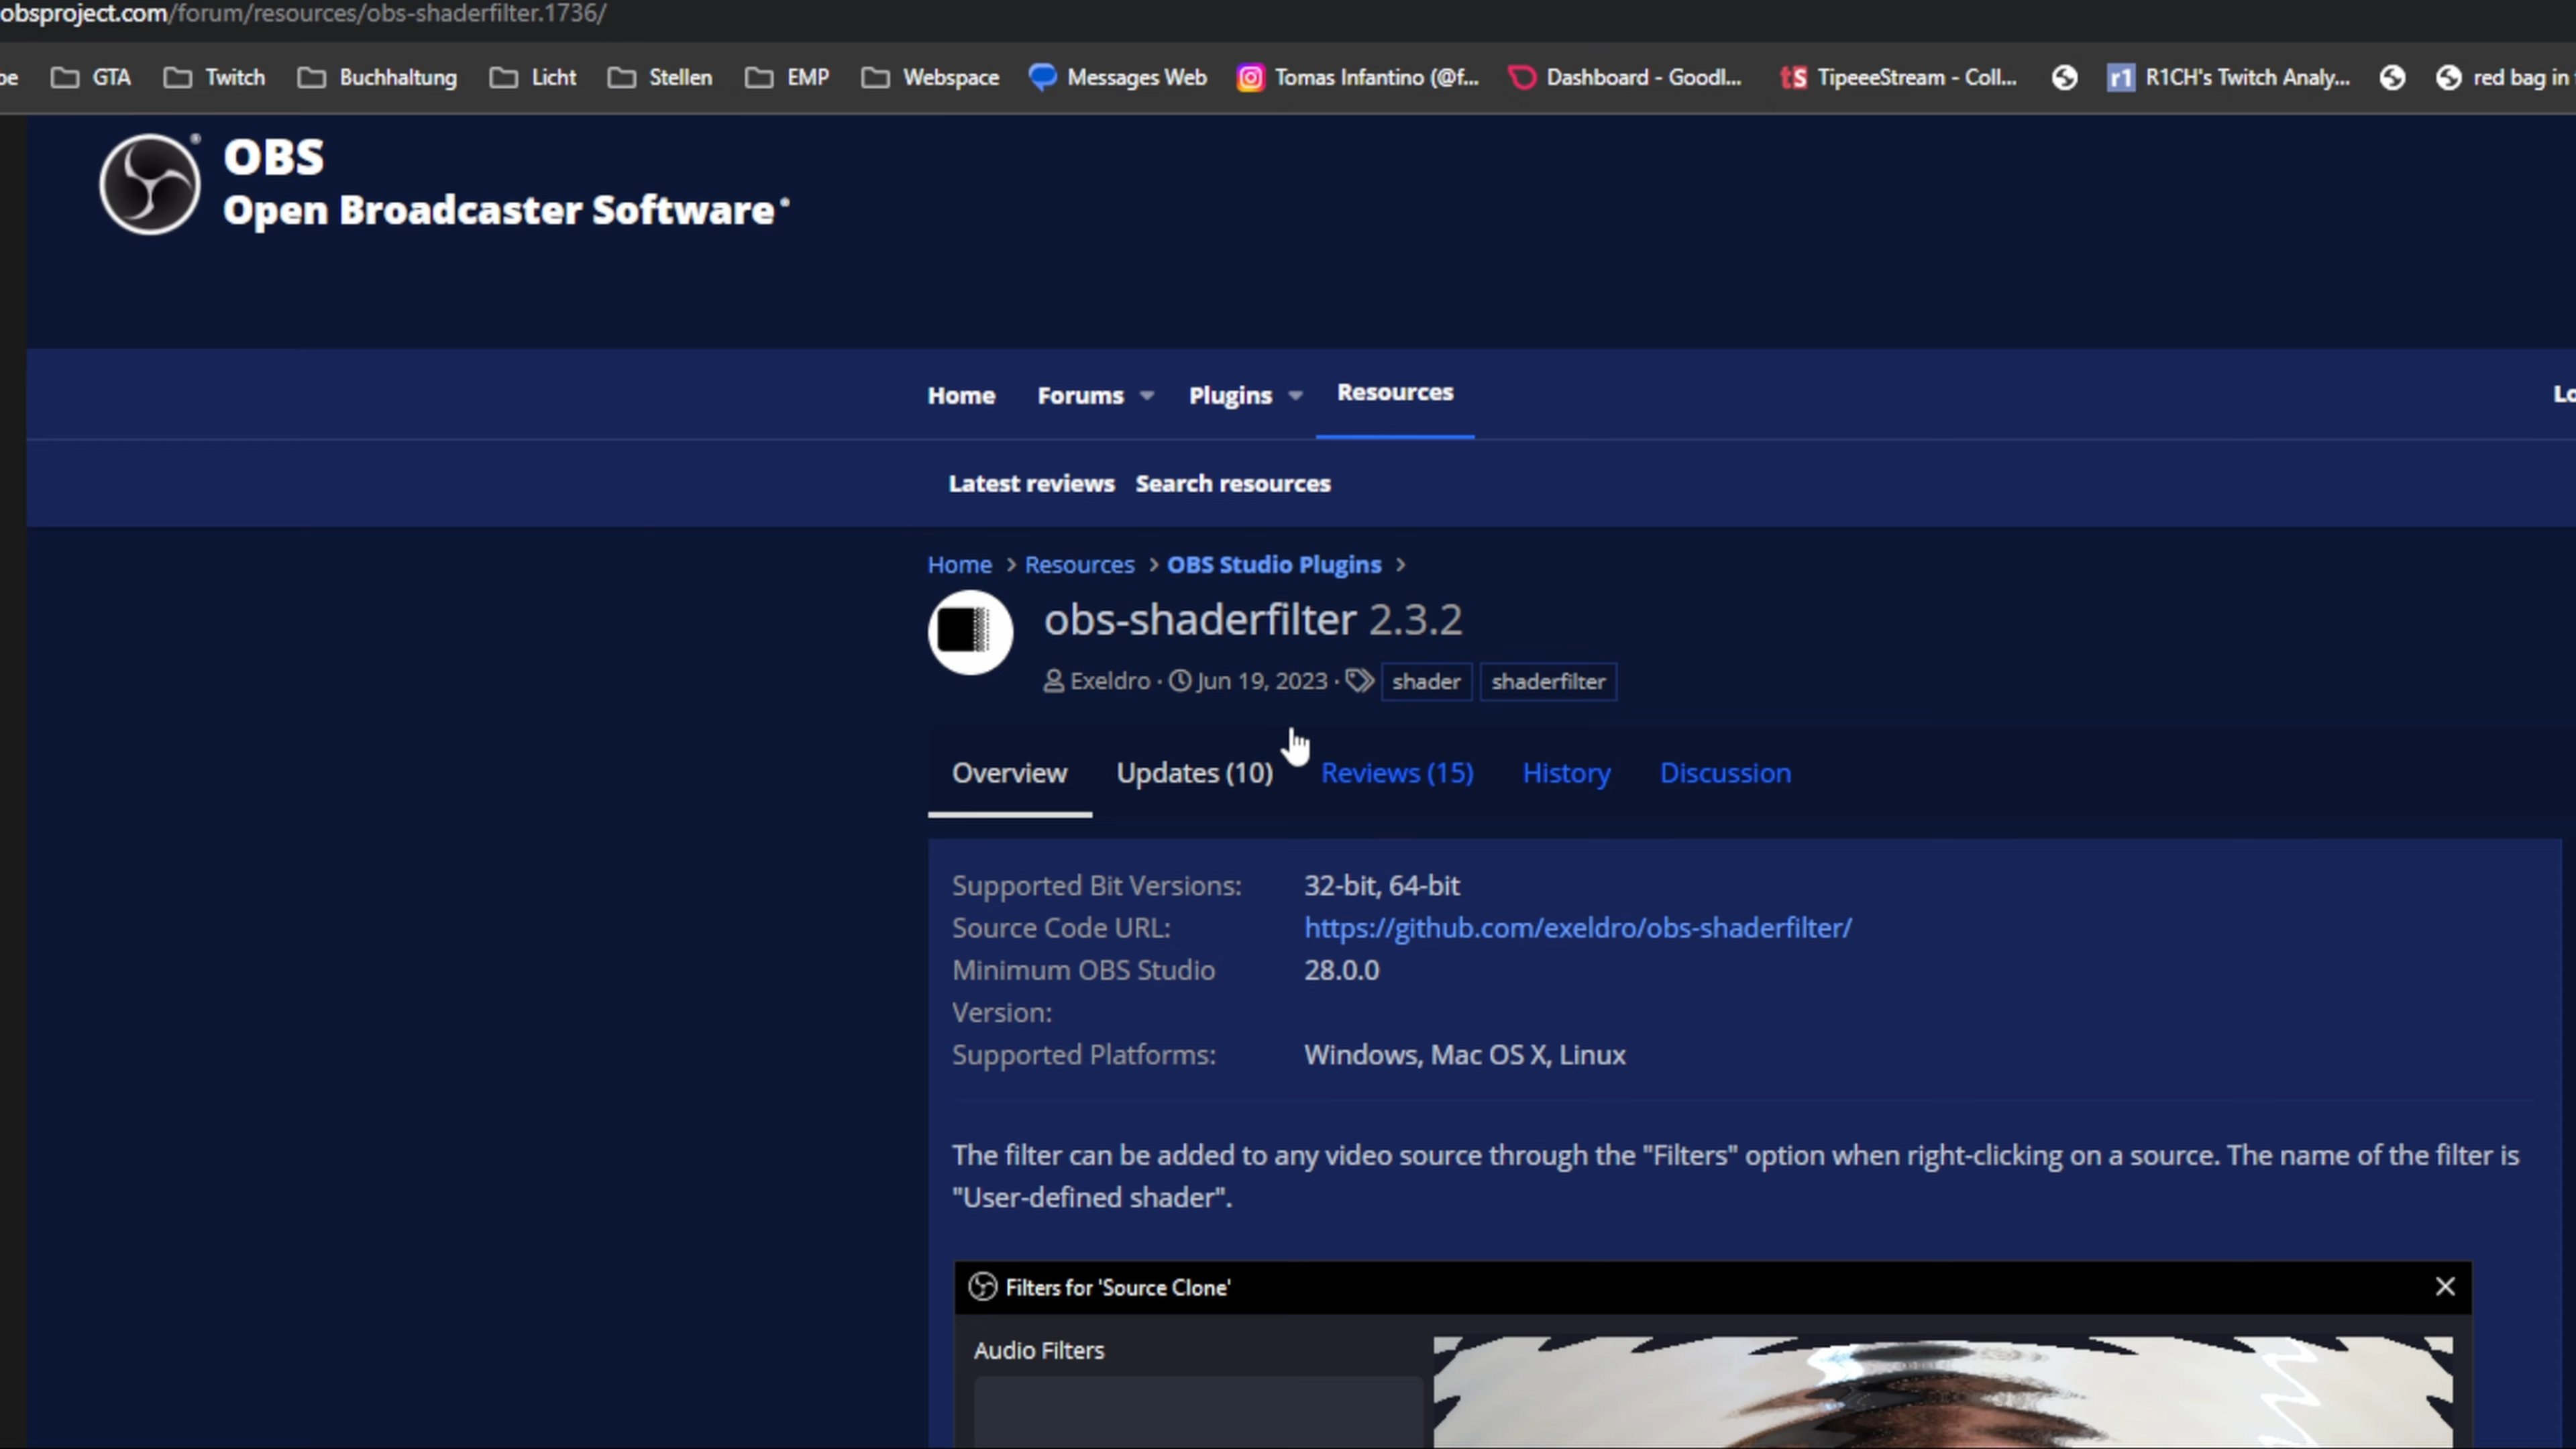 obsproject.com/forum/resources/obs-shaderfilter.1736/
GTA Twitch Buchhaltung Licht Stellen EMP Webspace Messages Web Tomas Infantino (@f... Dashboard - Goodl... tS TipeeeStream - Coll... r1 R1CH's Twitch Analy... red bag in
OBS
Open Broadcaster Software®
Home Forums Plugins Resources
Latest reviews Search resources
Home > Resources > OBS Studio Plugins >
obs-shaderfilter 2.3.2
Exeldro · Jun 19, 2023 · shader shaderfilter
Overview Updates (10) Reviews (15) History Discussion
Supported Bit Versions: 32-bit, 64-bit
Source Code URL: https://github.com/exeldro/obs-shaderfilter/
Minimum OBS Studio 28.0.0
Version:
Supported Platforms: Windows, Mac OS X, Linux
The filter can be added to any video source through the "Filters" option when right-clicking on a source. The name of the filter is
"User-defined shader".
Filters for 'Source Clone'
Audio Filters